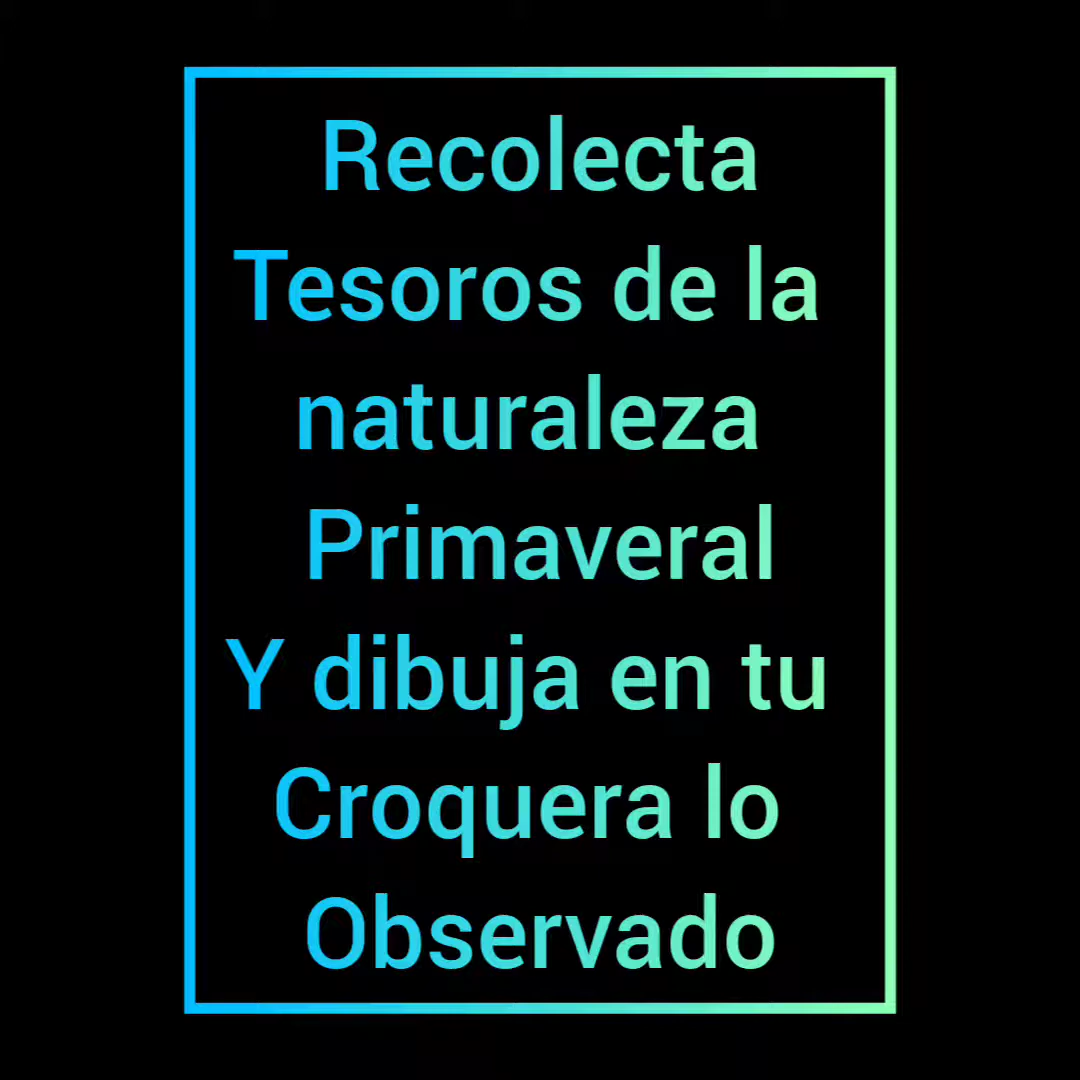 Recolecta
Tesoros de la
naturaleza
Primaveral
Y dibuja en tu
Croquera lo
Observado